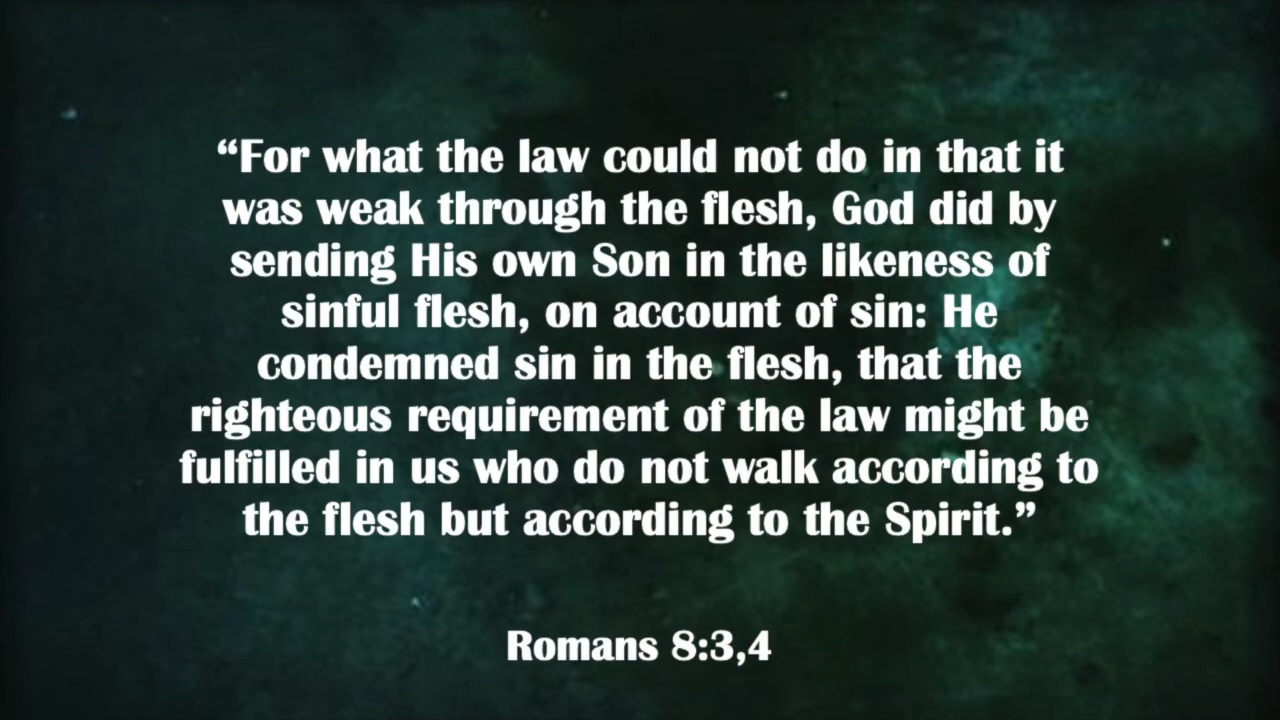 “For what the law could not do in that it
was weak through the flesh, God did by
sending His own Son in the likeness of
sinful flesh, on account of sin: He
condemned sin in the flesh, that the
righteous requirement of the law might be
fulfilled in us who do not walk according to
the flesh but according to the Spirit.”
Romans 8:3,4